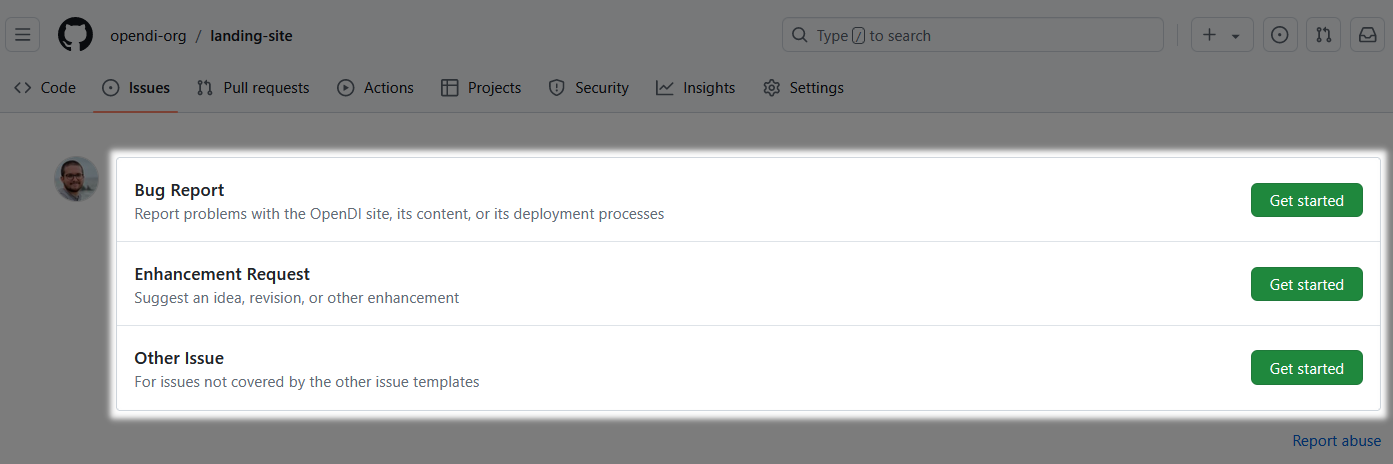 opendi-org / landing-site
Type / to search
Code Issues Pull requests Actions Projects Security Insights Settings
Bug Report
Report problems with the OpenDI site, its content, or its deployment processes
Get started
Enhancement Request
Suggest an idea, revision, or other enhancement
Get started
Other Issue
For issues not covered by the other issue templates
Get started
Report abuse